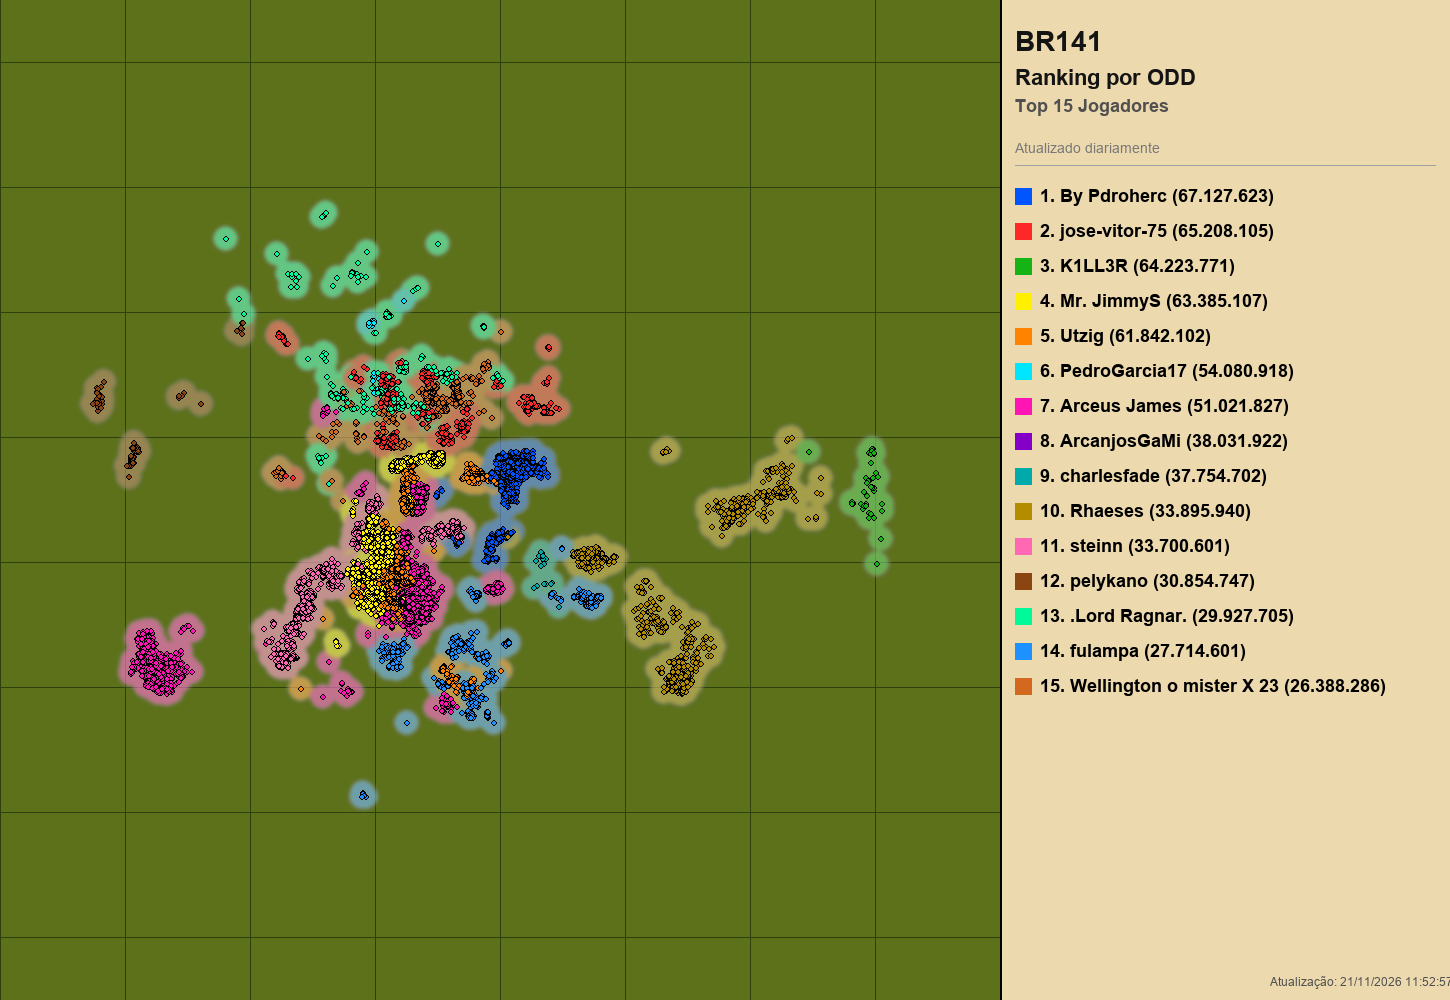 BR141
Ranking por ODD
Top 15 Jogadores
Atualizado diariamente
1. By Pdroherc (67.127.623)
2. jose-vitor-75 (65.208.105)
3. K1LL3R (64.223.771)
4. Mr. JimmyS (63.385.107)
5. Utzig (61.842.102)
6. PedroGarcia17 (54.080.918)
7. Arceus James (51.021.827)
8. ArcanjosGaMi (38.031.922)
9. charlesfade (37.754.702)
10. Rhaeses (33.895.940)
11. steinn (33.700.601)
12. pelykano (30.854.747)
13. .Lord Ragnar. (29.927.705)
14. fulampa (27.714.601)
15. Wellington o mister X 23 (26.388.286)
Atualização: 21/11/2026 11:52:57